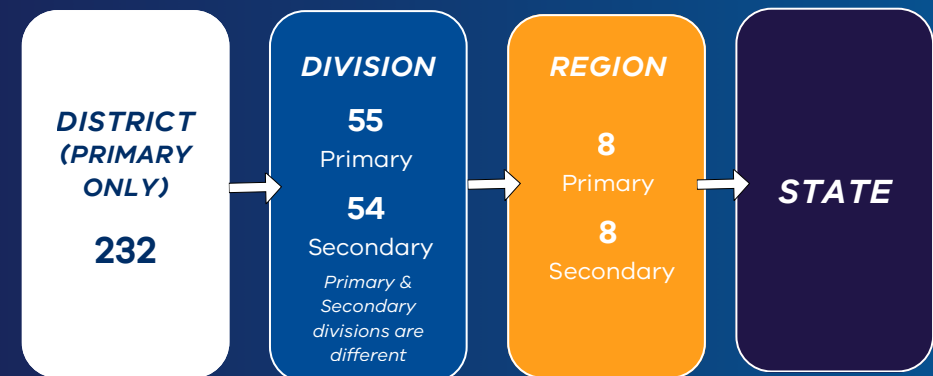 DISTRICT
(PRIMARY
ONLY)
232
DIVISION
55
Primary
54
Secondary
Primary &
Secondary
divisions are
different
REGION
8
Primary
8
Secondary
STATE